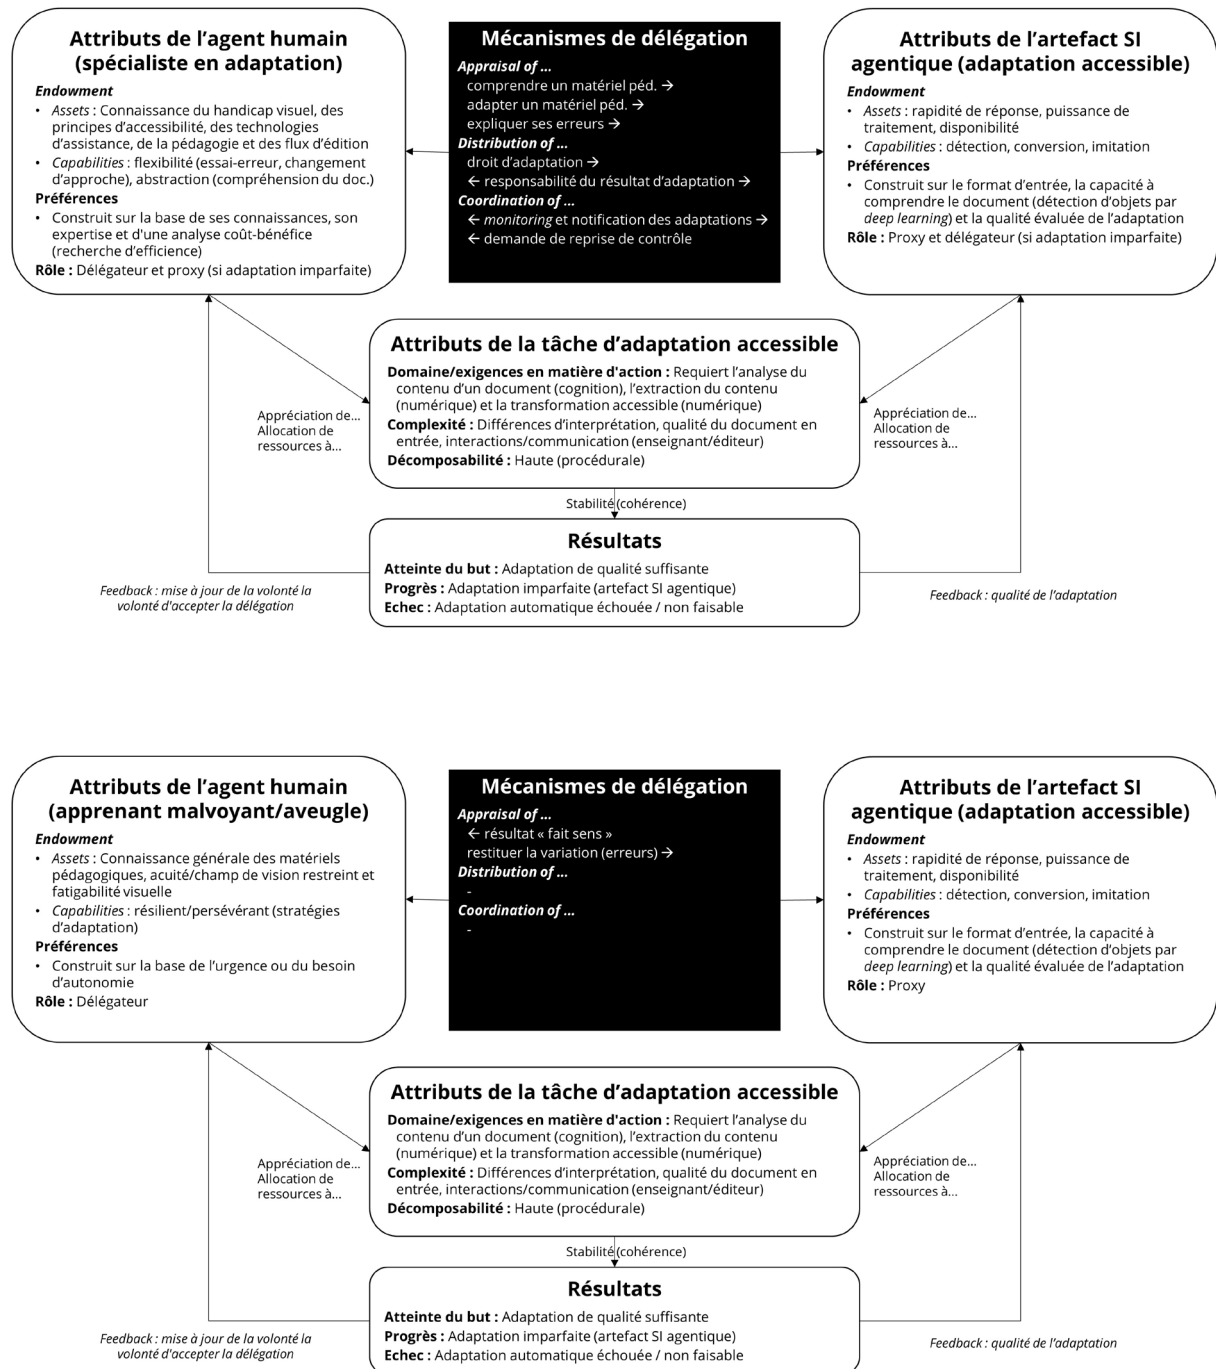 Attributs de l'agent humain
(spécialiste en adaptation)
Endowment
• Assets : Connaissance du handicap visuel, des
principes d'accessibilité, des technologies
d'assistance, de la pédagogie et des flux d'édition
• Capabilities : flexibilité (essai-erreur, changement
d'approche), abstraction (compréhension du doc.)
Préférences
• Construit sur la base de ses connaissances, son
expertise et d'une analyse coût-bénéfice
(recherche d'efficience)
Rôle : Délégateur et proxy (si adaptation imparfaite)
Mécanismes de délégation
Appraisal of ...
comprendre un matériel péd. →
adapter un matériel péd. →
expliquer ses erreurs →
Distribution of ...
droit d'adaptation →
← responsabilité du résultat d'adaptation →
Coordination of ...
← monitoring et notification des adaptations →
← demande de reprise de contrôle
Attributs de l'artefact SI
agentique (adaptation accessible)
Endowment
• Assets : rapidité de réponse, puissance de
traitement, disponibilité
• Capabilities : détection, conversion, imitation
Préférences
• Construit sur le format d'entrée, la capacité à
comprendre le document (détection d'objets par
deep learning) et la qualité évaluée de l'adaptation
Rôle : Proxy et délégateur (si adaptation imparfaite)
Attributs de la tâche d'adaptation accessible
Domaine/exigences en matière d'action : Requiert l'analyse du
contenu d'un document (cognition), l'extraction du contenu
(numérique) et la transformation accessible (numérique)
Complexité : Différences d'interprétation, qualité du document en
entrée, interactions/communication (enseignant/éditeur)
Décomposabilité : Haute (procédurale)
Appréciation de...
Allocation de
ressources à...
Appréciation de...
Allocation de
ressources à...
Stabilité (cohérence)
Résultats
Atteinte du but : Adaptation de qualité suffisante
Progrès : Adaptation imparfaite (artefact SI agentique)
Echec : Adaptation automatique échouée / non faisable
Feedback : mise à jour de la volonté la
volonté d'accepter la délégation
Feedback : qualité de l'adaptation
Attributs de l'agent humain
(apprenant malvoyant/aveugle)
Endowment
• Assets : Connaissance générale des matériels
pédagogiques, acuité/champ de vision restreint et
fatigabilité visuelle
• Capabilities : résilient/persévérant (stratégies
d'adaptation)
Préférences
• Construit sur la base de l'urgence ou du besoin
d'autonomie
Rôle : Délégateur
Mécanismes de délégation
Appraisal of ...
← résultat « fait sens »
restituer la variation (erreurs) →
Distribution of ...
-
Coordination of ...
-
Attributs de l'artefact SI
agentique (adaptation accessible)
Endowment
• Assets : rapidité de réponse, puissance de
traitement, disponibilité
• Capabilities : détection, conversion, imitation
Préférences
• Construit sur le format d'entrée, la capacité à
comprendre le document (détection d'objets par
deep learning) et la qualité évaluée de l'adaptation
Rôle : Proxy
Attributs de la tâche d'adaptation accessible
Domaine/exigences en matière d'action : Requiert l'analyse du
contenu d'un document (cognition), l'extraction du contenu
(numérique) et la transformation accessible (numérique)
Complexité : Différences d'interprétation, qualité du document en
entrée, interactions/communication (enseignant/éditeur)
Décomposabilité : Haute (procédurale)
Appréciation de...
Allocation de
ressources à...
Appréciation de...
Allocation de
ressources à...
Stabilité (cohérence)
Résultats
Atteinte du but : Adaptation de qualité suffisante
Progrès : Adaptation imparfaite (artefact SI agentique)
Echec : Adaptation automatique échouée / non faisable
Feedback : mise à jour de la volonté la
volonté d'accepter la délégation
Feedback : qualité de l'adaptation